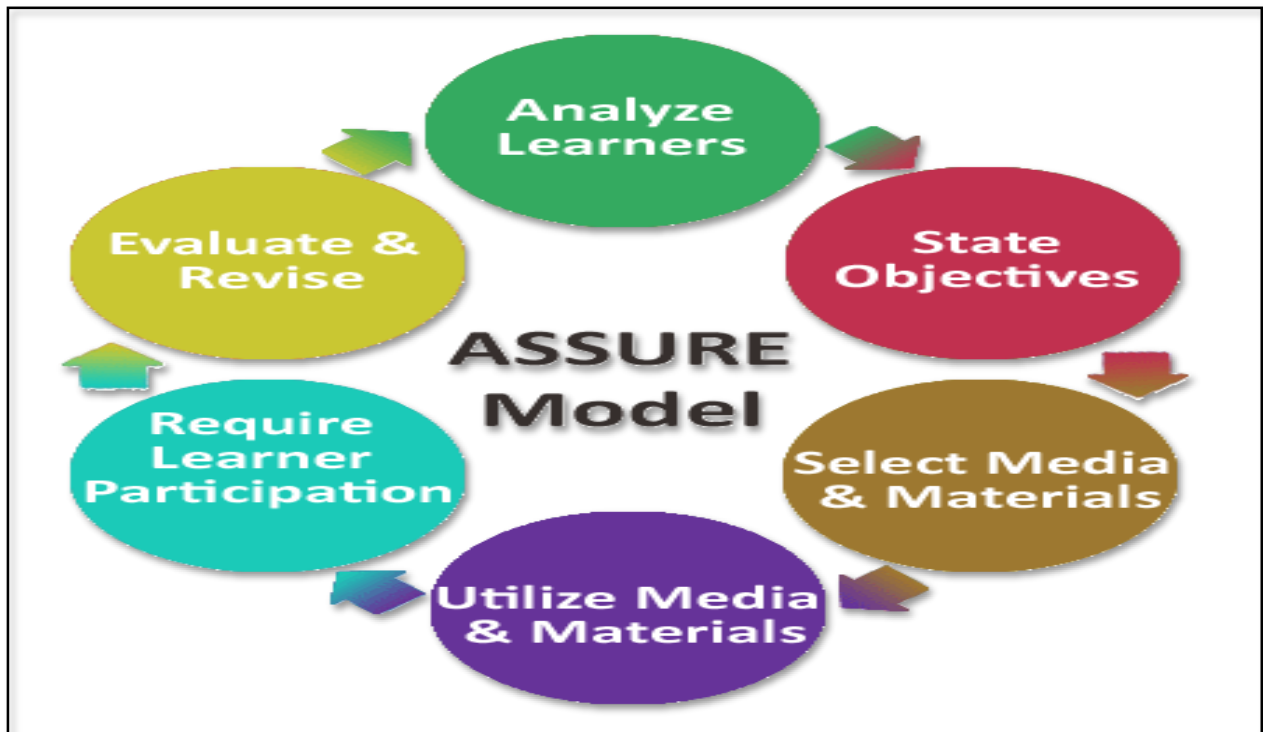 Analyze
Learners
State
Objectives
Select Media
& Materials
Utilize Media
& Materials
Require
Learner
Participation
Evaluate &
Revise
ASSURE
Model